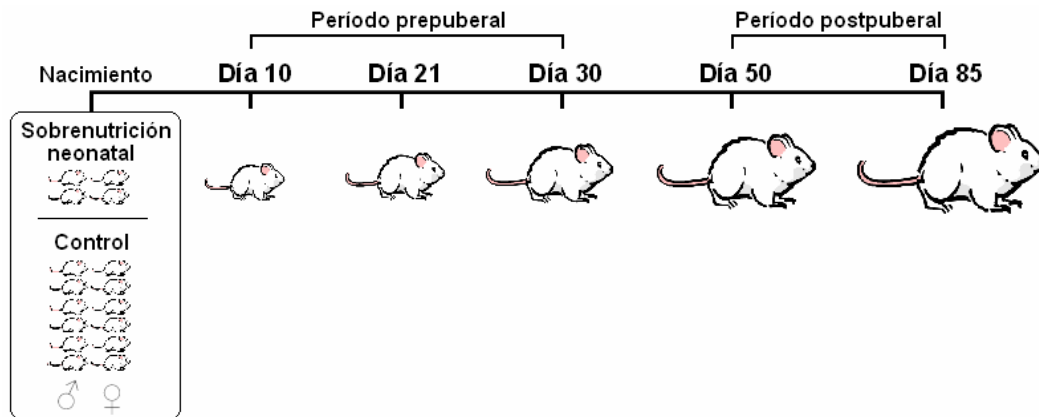 Período prepuberal
Período postpuberal
Nacimiento
Día 10
Día 21
Día 30
Día 50
Día 85
Sobrenutrición
neonatal
Control
♂ ♀